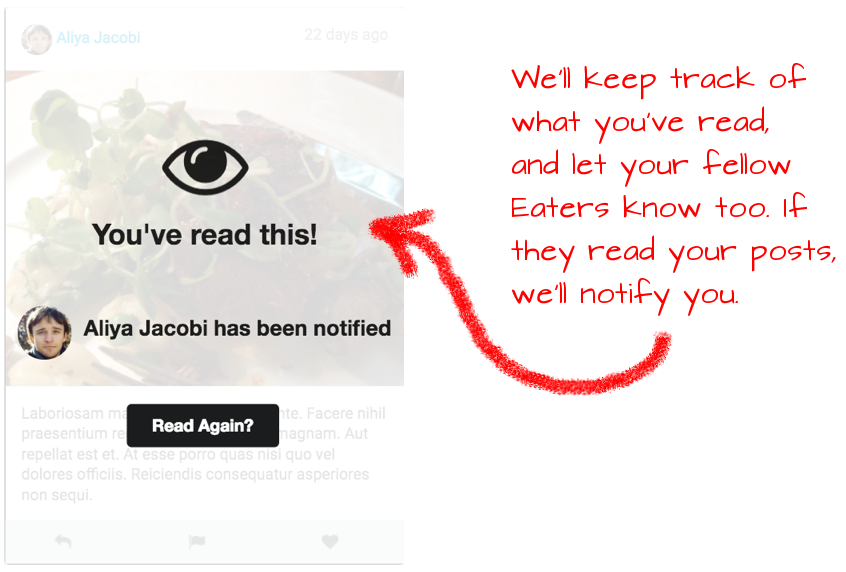 Aliya Jacobi
22 days ago
You've read this!
Aliya Jacobi has been notified
Laboriosam ma nte. Facere nihil
praesentium re magnam. Aut
Read Again?
repellat est et. At esse porro quas nisi quo vel
dolores officiis. Reiciendis consequatur asperiores
non sequi.
We'll keep track of
what you've read,
and let your fellow
Eaters know too. If
they read your posts,
we'll notify you.